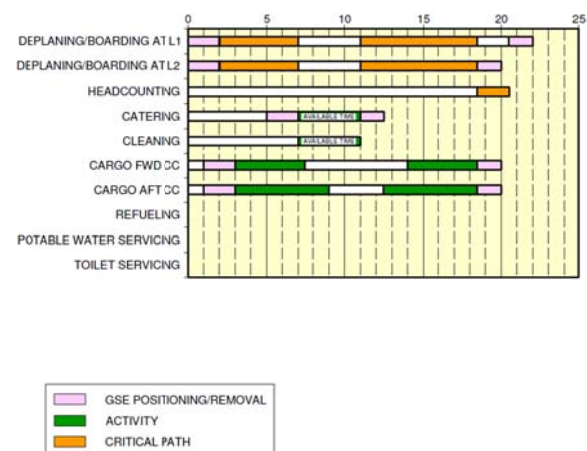 0 5 10 15 20 25
DEPLANING/BOARDING AT L1
DEPLANING/BOARDING AT L2
HEADCOUNTING
CATERING AVAILABLE TIME
CLEANING AVAILABLE TIME
CARGO FWD CC
CARGO AFT CC
REFUELING
POTABLE WATER SERVICING
TOILET SERVICING
GSE POSITIONING/REMOVAL
ACTIVITY
CRITICAL PATH